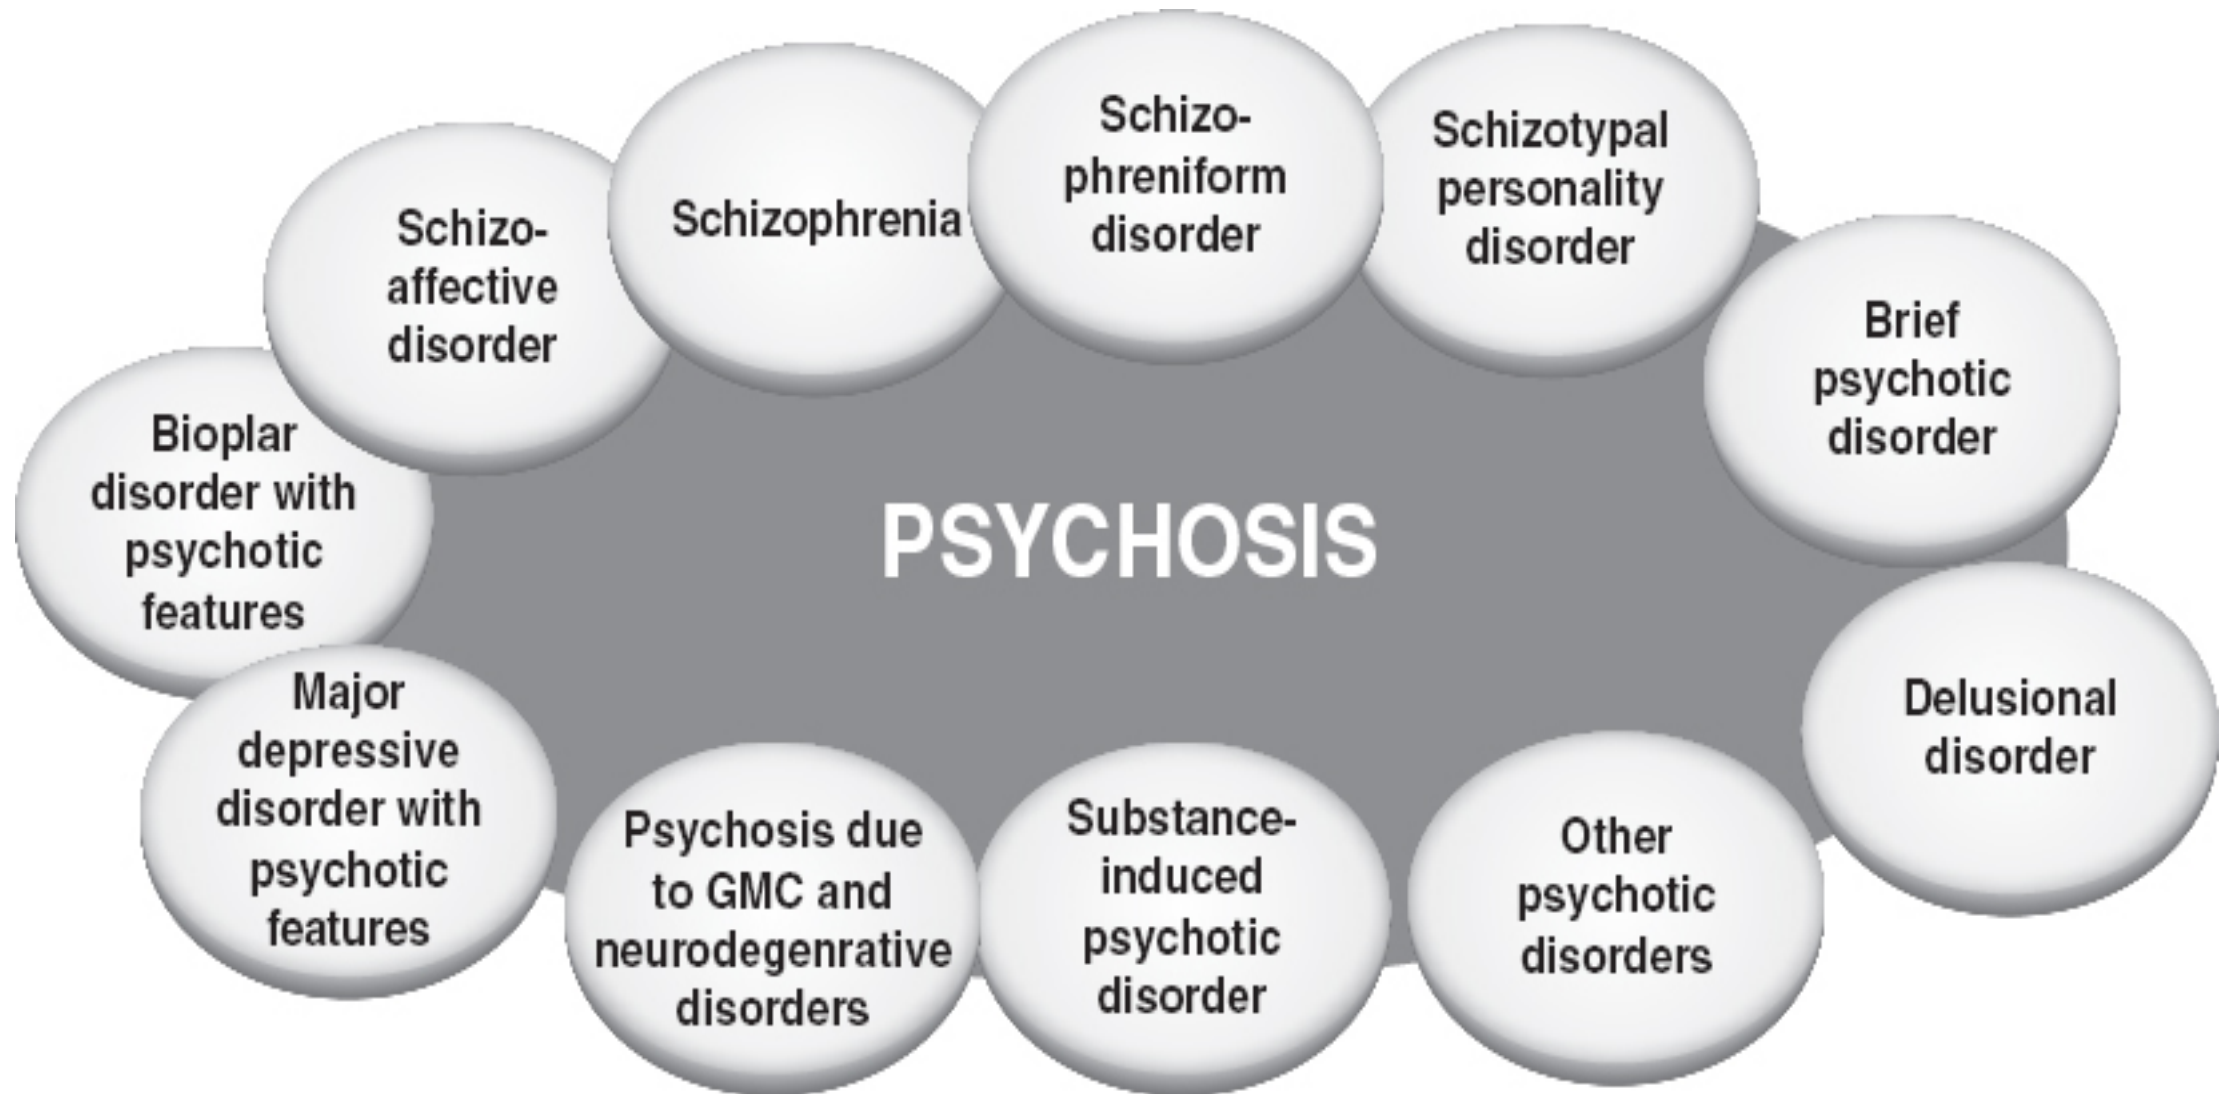 Schizo-
phreniform
disorder
Schizotypal
personality
disorder
Schizophrenia
Schizo-
affective
disorder
Brief
psychotic
disorder
Bioplar
disorder with
psychotic
features
PSYCHOSIS
Major
depressive
disorder with
psychotic
features
Delusional
disorder
Psychosis due
to GMC and
neurodegenrative
disorders
Substance-
induced
psychotic
disorder
Other
psychotic
disorders